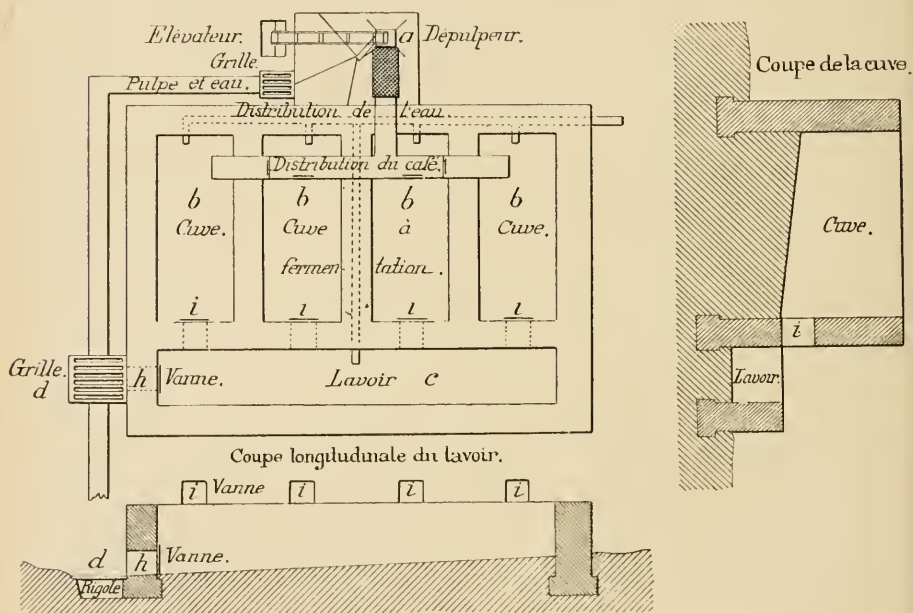 Elévateur.
a Dépulpeur.
Grille.
Pulpe et eau.
Coupe de la cuve.
Distribution de l'eau.
Distribution du café.
b b b b
Cuve. Cuve à Cuve.
fermen- tation.
Cuve.
i ı ı ı
i
Grille.
d
h Vanne. Lavoir c
Lavoir.
Coupe longitudinale du lavoir.
i Vanne i i i
d h Vanne.
Rigole